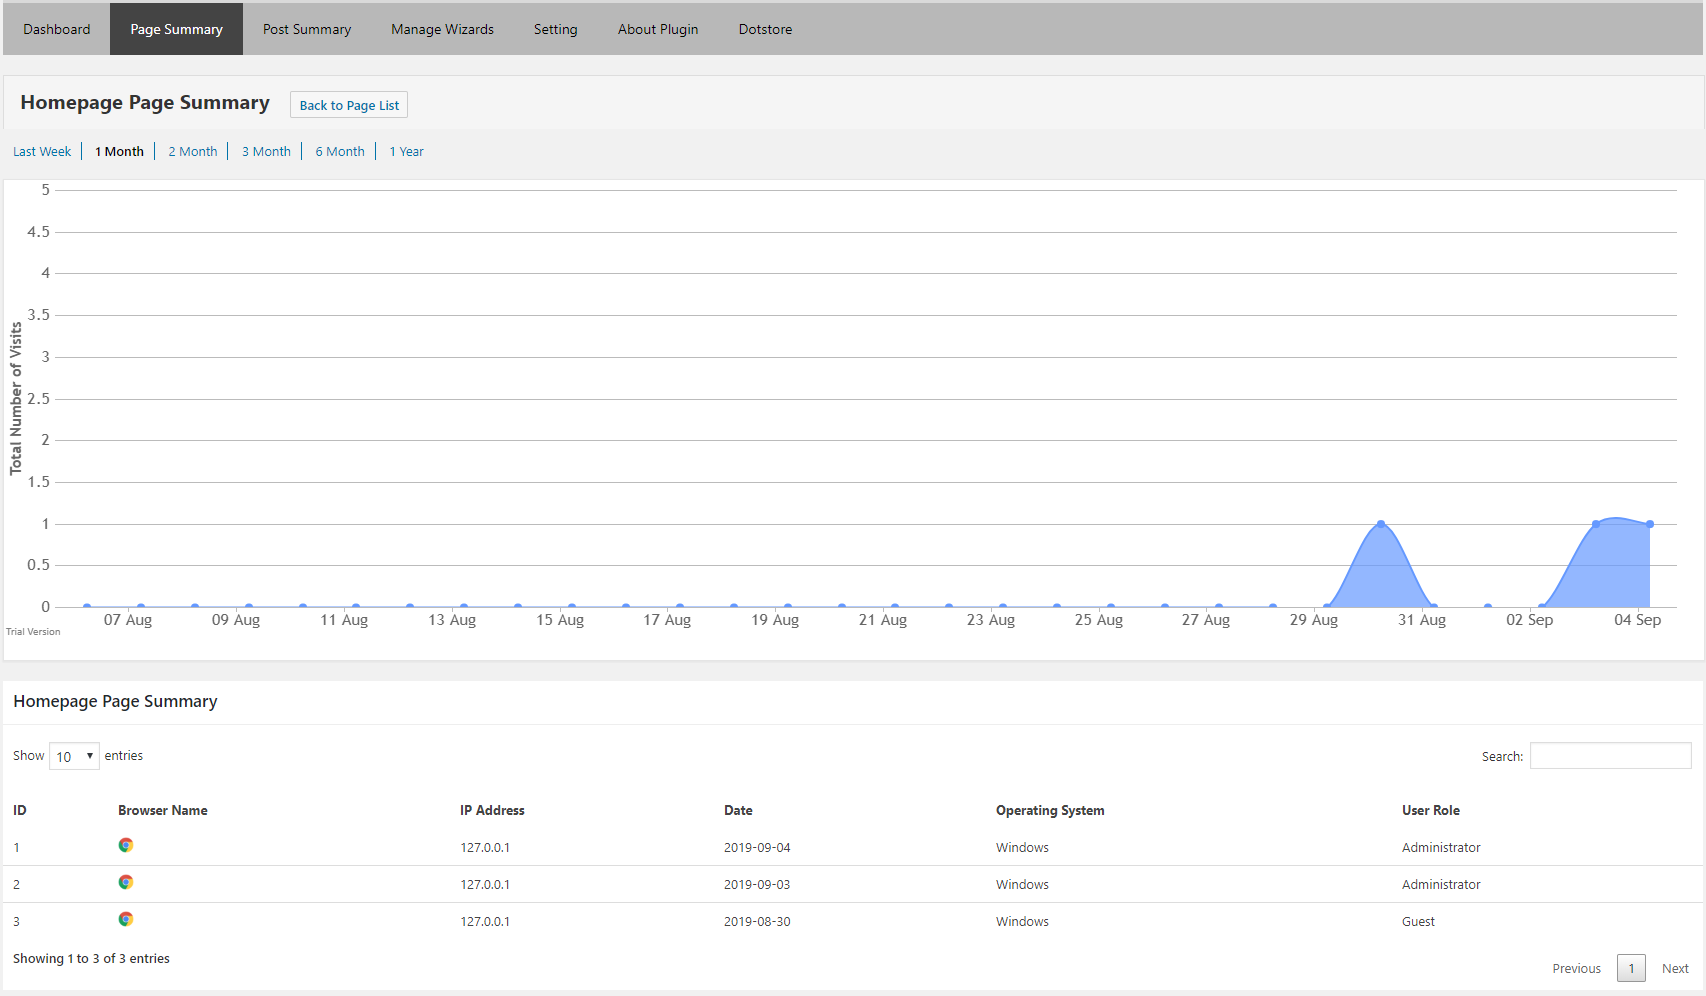 Dashboard Page Summary Post Summary Manage Wizards Setting About Plugin Dotstore
Homepage Page Summary Back to Page List
Last Week 1 Month 2 Month 3 Month 6 Month 1 Year
Total Number of Visits
5
4.5
4
3.5
3
2.5
2
1.5
1
0.5
0
07 Aug 09 Aug 11 Aug 13 Aug 15 Aug 17 Aug 19 Aug 21 Aug 23 Aug 25 Aug 27 Aug 29 Aug 31 Aug 02 Sep 04 Sep
Trial Version
Homepage Page Summary
Show 10 entries Search:
ID Browser Name IP Address Date Operating System User Role
1 127.0.0.1 2019-09-04 Windows Administrator
2 127.0.0.1 2019-09-03 Windows Administrator
3 127.0.0.1 2019-08-30 Windows Guest
Showing 1 to 3 of 3 entries
Previous 1 Next